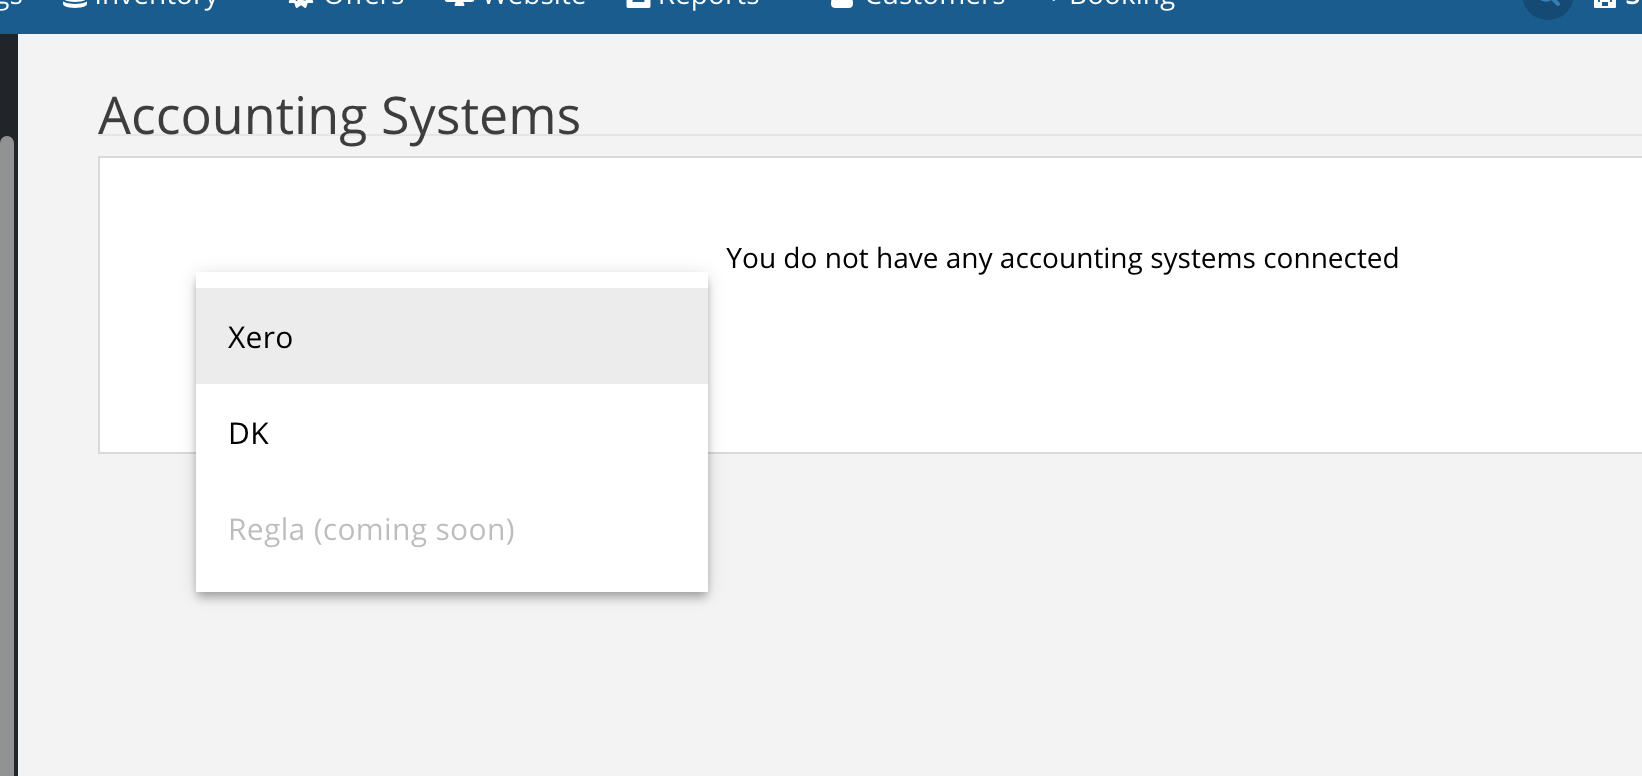 Inventory Offers Website Reports Customers Booking
Accounting Systems
You do not have any accounting systems connected
Xero
DK
Regla (coming soon)